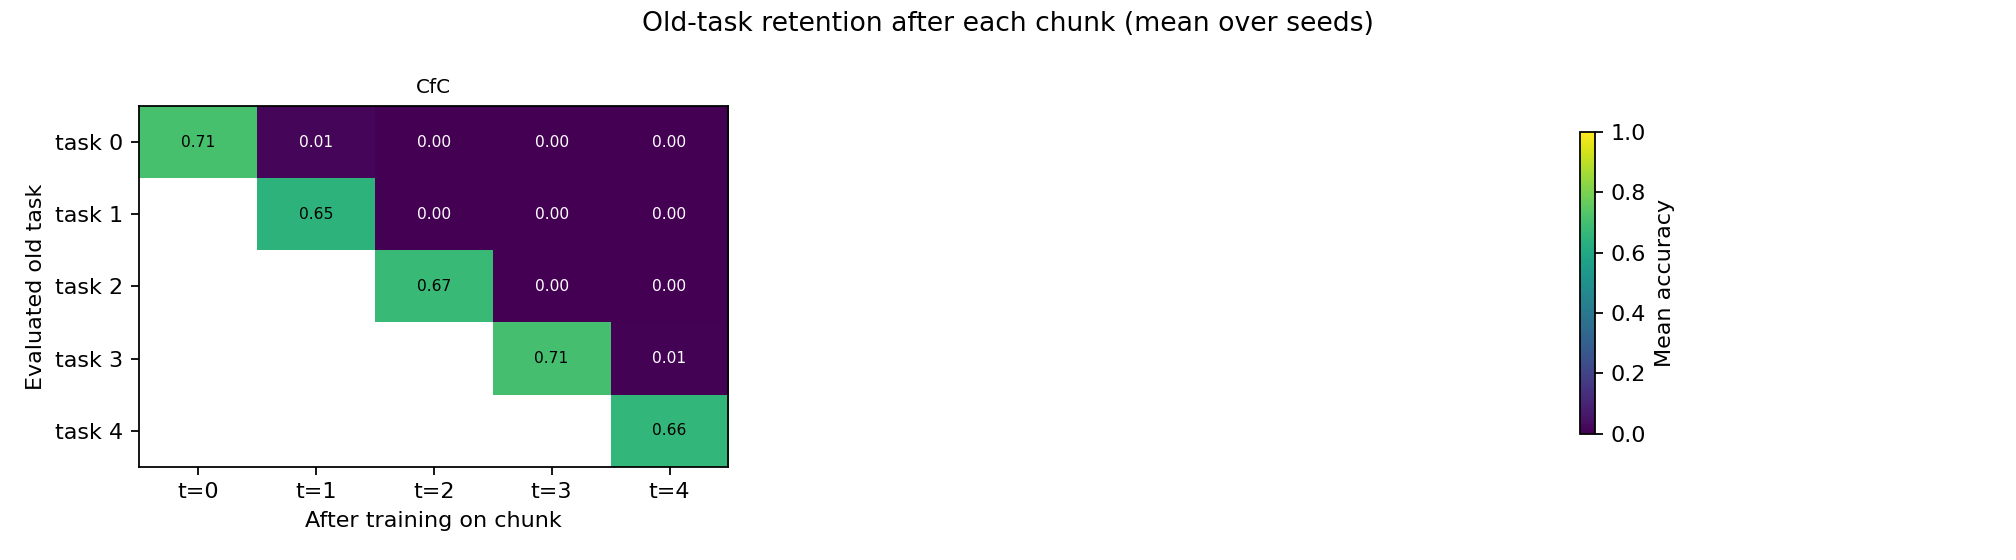 Old-task retention after each chunk (mean over seeds)
CfC
task 0 0.71 0.01 0.00 0.00 0.00
task 1 0.65 0.00 0.00 0.00
task 2 0.67 0.00 0.00
task 3 0.71 0.01
task 4 0.66
t=0 t=1 t=2 t=3 t=4
After training on chunk
Evaluated old task
1.0
0.8
0.6
0.4
0.2
0.0
Mean accuracy